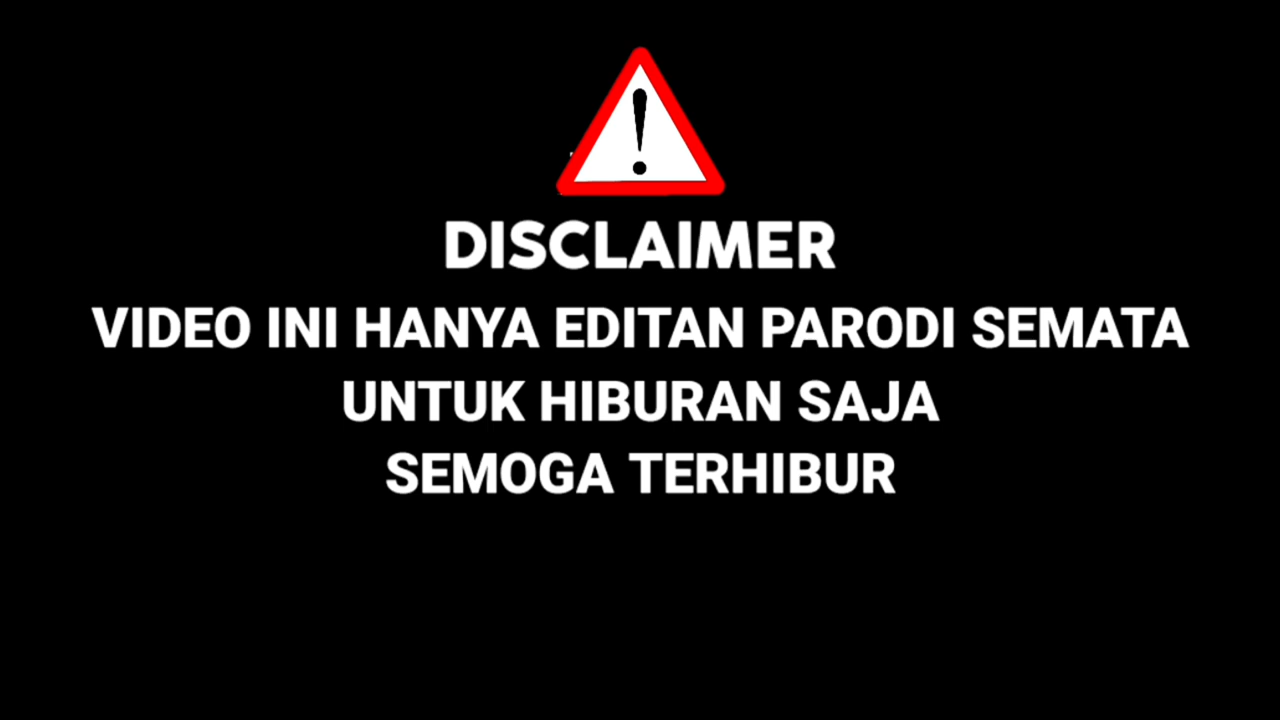 DISCLAIMER
VIDEO INI HANYA EDITAN PARODI SEMATA
UNTUK HIBURAN SAJA
SEMOGA TERHIBUR